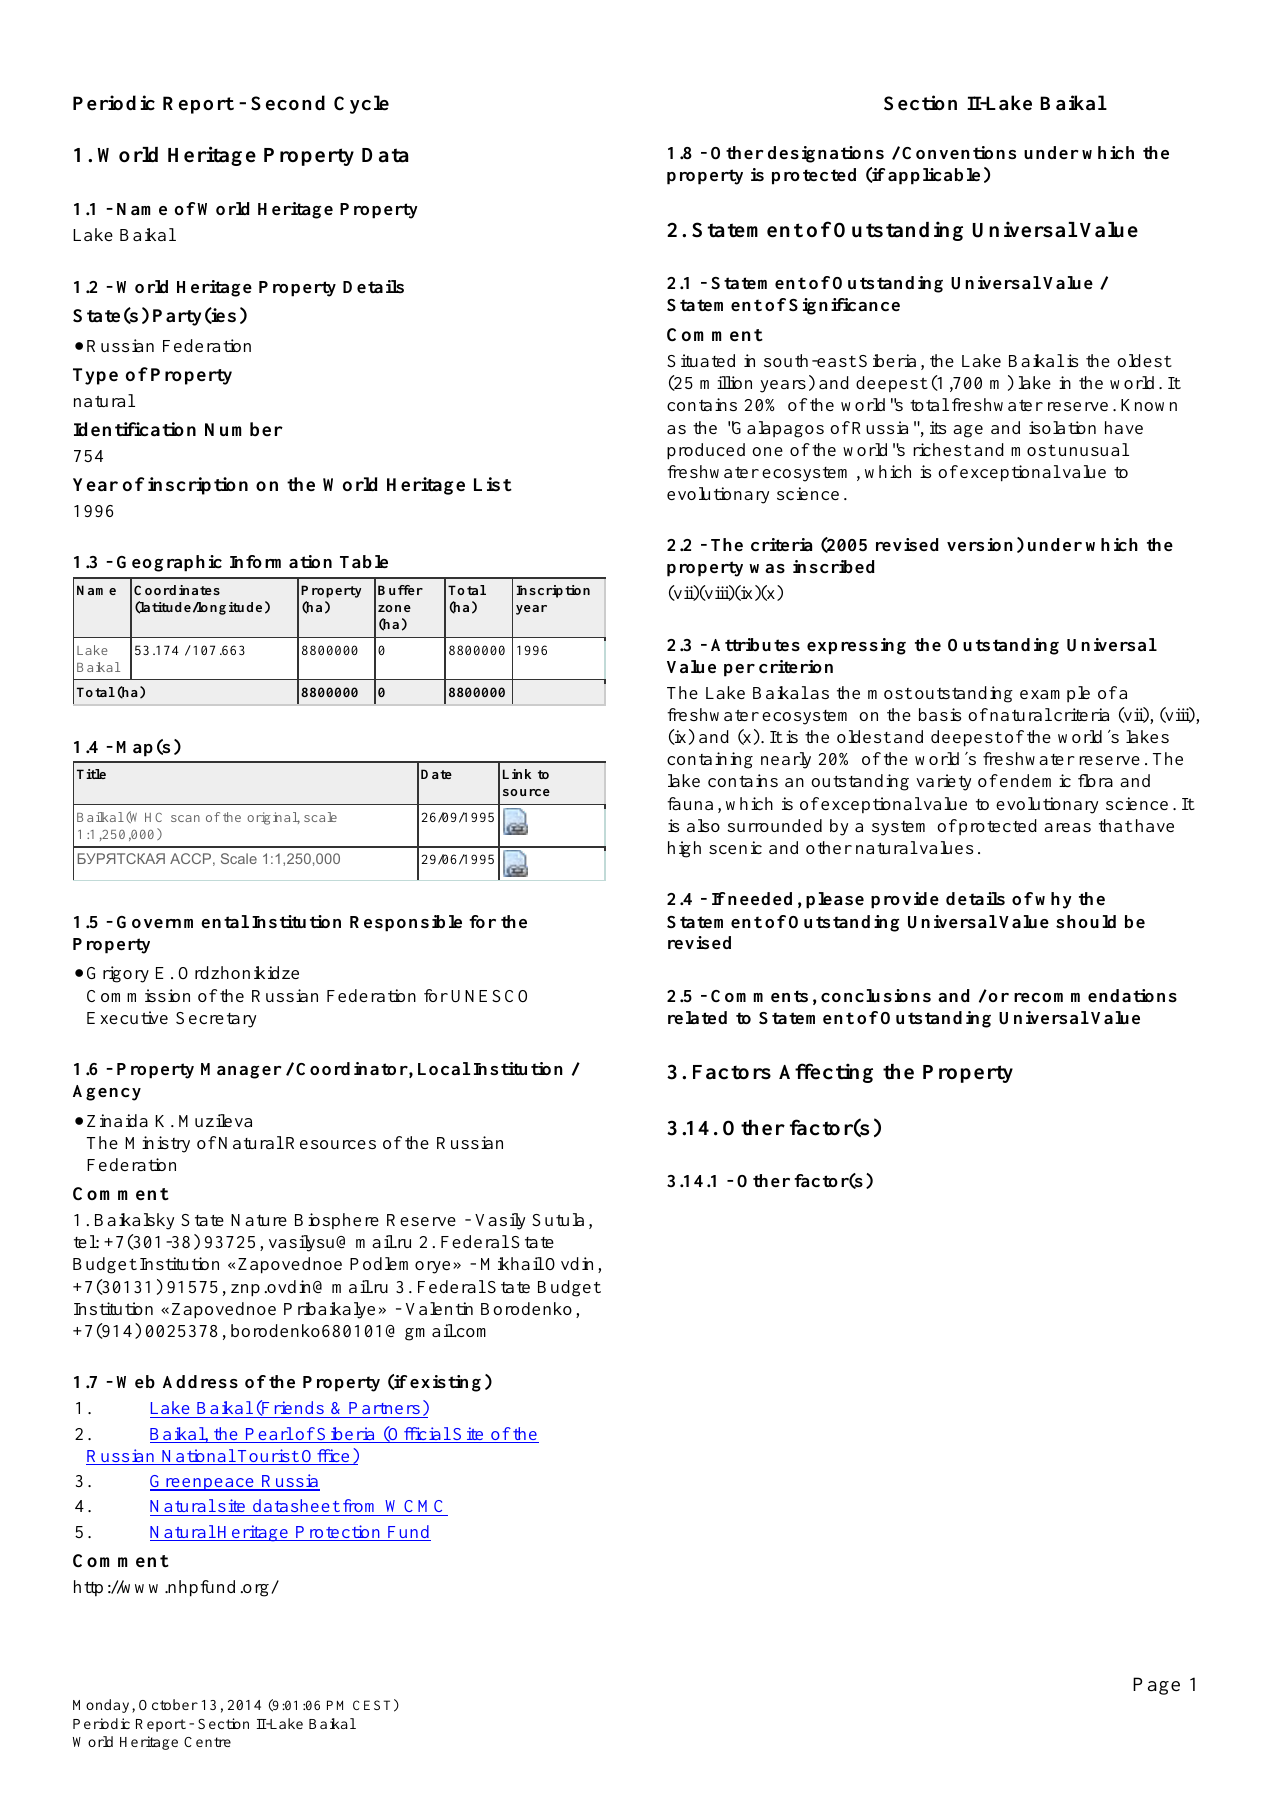 Periodic Report - Second Cycle
Section II-Lake Baikal
1. World Heritage Property Data
1.1 - Name of World Heritage Property
Lake Baikal
1.2 - World Heritage Property Details
State(s) Party(ies)
●Russian Federation
Type of Property
natural
Identification Number
754
Year of inscription on the World Heritage List
1996
1.3 - Geographic Information Table
Name Coordinates (latitude/longitude) Property (ha) Buffer zone (ha) Total (ha) Inscription year
Lake Baikal 53.174 / 107.663 8800000 0 8800000 1996
Total (ha) 8800000 0 8800000
1.4 - Map(s)
Title Date Link to source
Baikal (WHC scan of the original, scale 1:1,250,000) 26/09/1995
БУРЯТСКАЯ АССР, Scale 1:1,250,000 29/06/1995
1.5 - Governmental Institution Responsible for the
Property
●Grigory E. Ordzhonikidze
Commission of the Russian Federation for UNESCO
Executive Secretary
1.6 - Property Manager / Coordinator, Local Institution /
Agency
●Zinaida K. Muzileva
The Ministry of Natural Resources of the Russian
Federation
Comment
1. Baikalsky State Nature Biosphere Reserve - Vasily Sutula,
tel: +7(301-38) 93725, vasilysu@mail.ru 2. Federal State
Budget Institution «Zapovednoe Podlemorye» - Mikhail Ovdin,
+7(30131) 91575, znp.ovdin@mail.ru 3. Federal State Budget
Institution «Zapovednoe Pribaikalye» - Valentin Borodenko,
+7(914) 0025378, borodenko680101@gmail.com
1.7 - Web Address of the Property (if existing)
1. Lake Baikal (Friends & Partners)
2. Baikal, the Pearl of Siberia (Official Site of the
Russian National Tourist Office)
3. Greenpeace Russia
4. Natural site datasheet from WCMC
5. Natural Heritage Protection Fund
Comment
http://www.nhpfund.org/
1.8 - Other designations / Conventions under which the
property is protected (if applicable)
2. Statement of Outstanding Universal Value
2.1 - Statement of Outstanding Universal Value /
Statement of Significance
Comment
Situated in south-east Siberia, the Lake Baikal is the oldest
(25 million years) and deepest (1,700 m) lake in the world. It
contains 20% of the world"s total freshwater reserve. Known
as the "Galapagos of Russia", its age and isolation have
produced one of the world"s richest and most unusual
freshwater ecosystem, which is of exceptional value to
evolutionary science.
2.2 - The criteria (2005 revised version) under which the
property was inscribed
(vii)(viii)(ix)(x)
2.3 - Attributes expressing the Outstanding Universal
Value per criterion
The Lake Baikal as the most outstanding example of a
freshwater ecosystem on the basis of natural criteria (vii), (viii),
(ix) and (x). It is the oldest and deepest of the world´s lakes
containing nearly 20% of the world´s freshwater reserve. The
lake contains an outstanding variety of endemic flora and
fauna, which is of exceptional value to evolutionary science. It
is also surrounded by a system of protected areas that have
high scenic and other natural values.
2.4 - If needed, please provide details of why the
Statement of Outstanding Universal Value should be
revised
2.5 - Comments, conclusions and / or recommendations
related to Statement of Outstanding Universal Value
3. Factors Affecting the Property
3.14. Other factor(s)
3.14.1 - Other factor(s)
Page 1
Monday, October 13, 2014 (9:01:06 PM CEST)
Periodic Report - Section II-Lake Baikal
World Heritage Centre